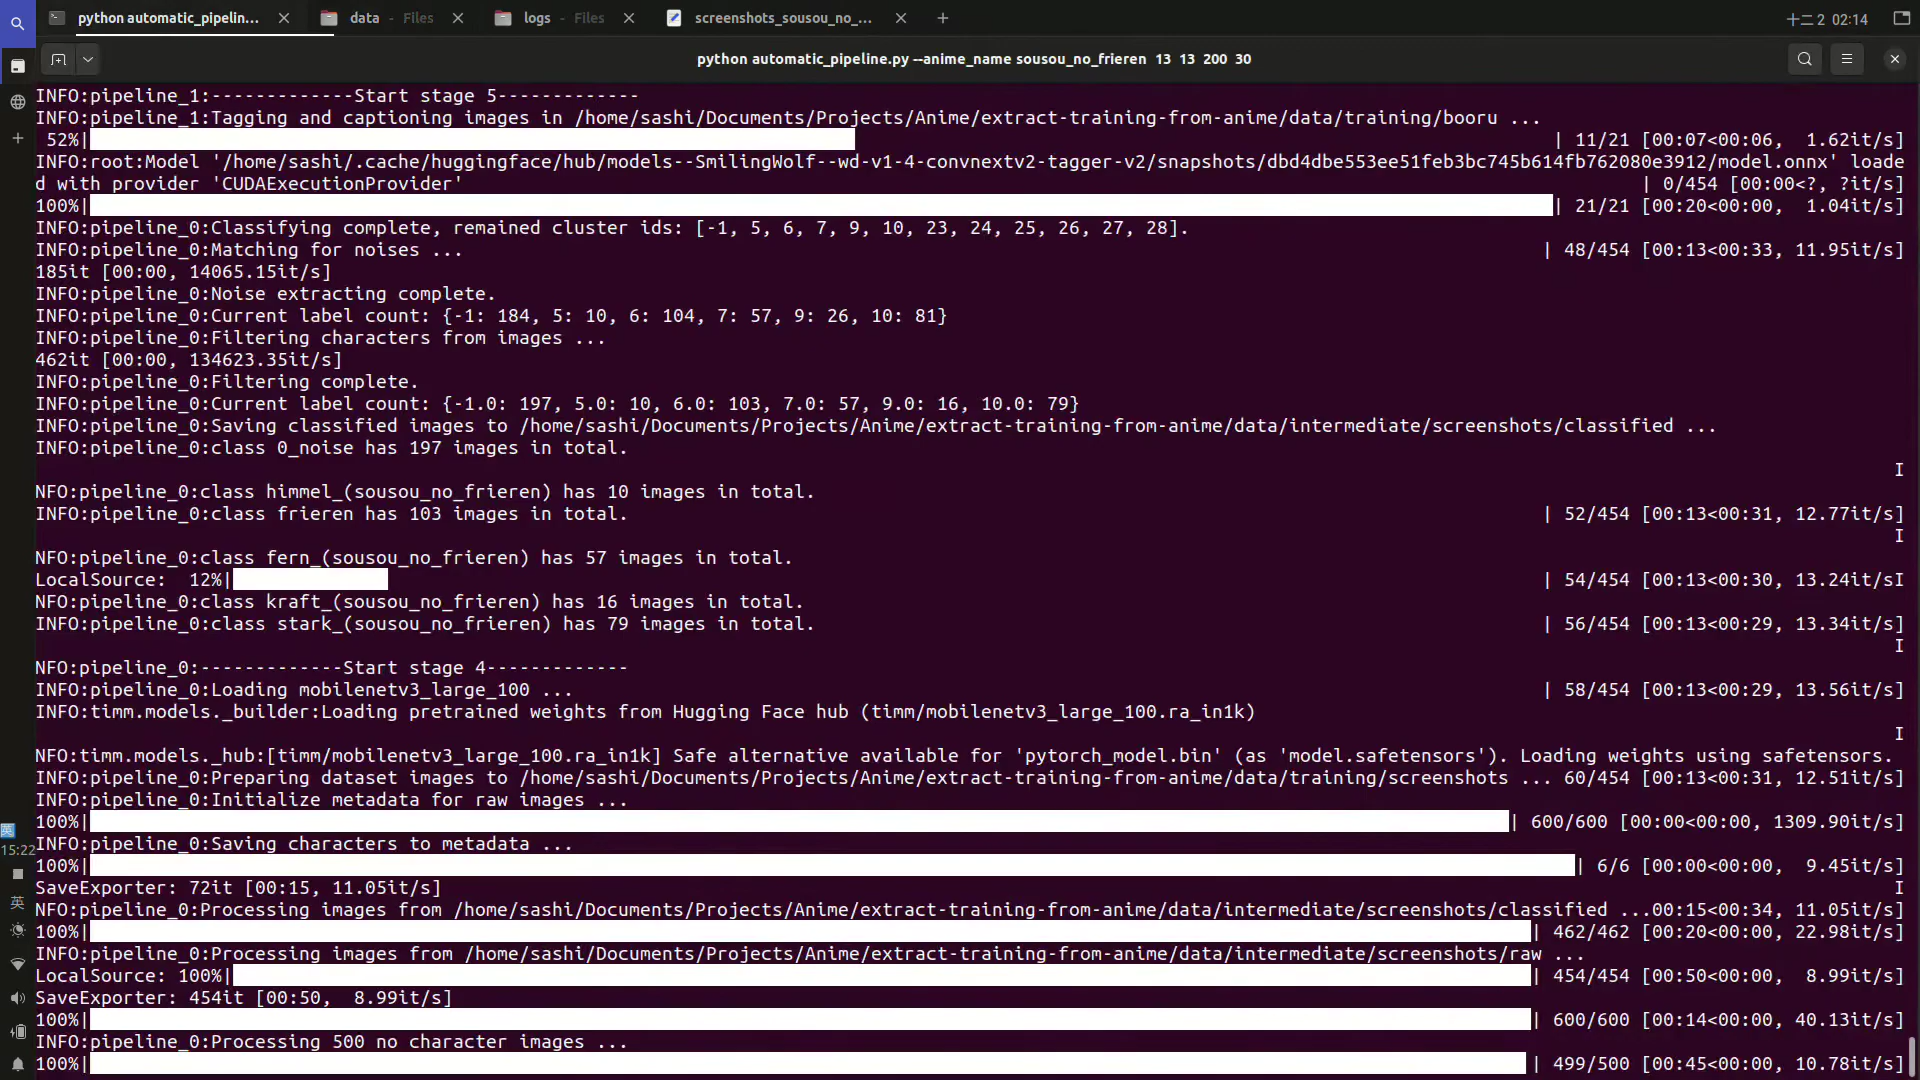 python automatic_pipelin...
data - Files
logs - Files
screenshots_sousou_no_...
十二 2 02:14
python automatic_pipeline.py --anime_name sousou_no_frieren 13 13 200 30
INFO:pipeline_1:-------------Start stage 5-------------
INFO:pipeline_1:Tagging and captioning images in /home/sashi/Documents/Projects/Anime/extract-training-from-anime/data/training/booru ...
52%| | 11/21 [00:07<00:06, 1.62it/s]
INFO:root:Model '/home/sashi/.cache/huggingface/hub/models--SmilingWolf--wd-v1-4-convnextv2-tagger-v2/snapshots/dbd4dbe553ee51feb3bc745b614fb762080e3912/model.onnx' loade
d with provider 'CUDAExecutionProvider' | 0/454 [00:00<?, ?it/s]
100%| | 21/21 [00:20<00:00, 1.04it/s]
INFO:pipeline_0:Classifying complete, remained cluster ids: [-1, 5, 6, 7, 9, 10, 23, 24, 25, 26, 27, 28].
INFO:pipeline_0:Matching for noises ... | 48/454 [00:13<00:33, 11.95it/s]
185it [00:00, 14065.15it/s]
INFO:pipeline_0:Noise extracting complete.
INFO:pipeline_0:Current label count: {-1: 184, 5: 10, 6: 104, 7: 57, 9: 26, 10: 81}
INFO:pipeline_0:Filtering characters from images ...
462it [00:00, 134623.35it/s]
INFO:pipeline_0:Filtering complete.
INFO:pipeline_0:Current label count: {-1.0: 197, 5.0: 10, 6.0: 103, 7.0: 57, 9.0: 16, 10.0: 79}
INFO:pipeline_0:Saving classified images to /home/sashi/Documents/Projects/Anime/extract-training-from-anime/data/intermediate/screenshots/classified ...
INFO:pipeline_0:class 0_noise has 197 images in total.
I
NFO:pipeline_0:class himmel_(sousou_no_frieren) has 10 images in total.
INFO:pipeline_0:class frieren has 103 images in total. | 52/454 [00:13<00:31, 12.77it/s]
I
NFO:pipeline_0:class fern_(sousou_no_frieren) has 57 images in total.
LocalSource: 12%| | 54/454 [00:13<00:30, 13.24it/sI
NFO:pipeline_0:class kraft_(sousou_no_frieren) has 16 images in total.
INFO:pipeline_0:class stark_(sousou_no_frieren) has 79 images in total. | 56/454 [00:13<00:29, 13.34it/s]
I
NFO:pipeline_0:-------------Start stage 4-------------
INFO:pipeline_0:Loading mobilenetv3_large_100 ... | 58/454 [00:13<00:29, 13.56it/s]
INFO:timm.models._builder:Loading pretrained weights from Hugging Face hub (timm/mobilenetv3_large_100.ra_in1k)
I
NFO:timm.models._hub:[timm/mobilenetv3_large_100.ra_in1k] Safe alternative available for 'pytorch_model.bin' (as 'model.safetensors'). Loading weights using safetensors.
INFO:pipeline_0:Preparing dataset images to /home/sashi/Documents/Projects/Anime/extract-training-from-anime/data/training/screenshots ... 60/454 [00:13<00:31, 12.51it/s]
INFO:pipeline_0:Initialize metadata for raw images ...
100%| | 600/600 [00:00<00:00, 1309.90it/s]
INFO:pipeline_0:Saving characters to metadata ...
100%| | 6/6 [00:00<00:00, 9.45it/s]
SaveExporter: 72it [00:15, 11.05it/s] I
NFO:pipeline_0:Processing images from /home/sashi/Documents/Projects/Anime/extract-training-from-anime/data/intermediate/screenshots/classified ...00:15<00:34, 11.05it/s]
100%| | 462/462 [00:20<00:00, 22.98it/s]
INFO:pipeline_0:Processing images from /home/sashi/Documents/Projects/Anime/extract-training-from-anime/data/intermediate/screenshots/raw ...
LocalSource: 100%| | 454/454 [00:50<00:00, 8.99it/s]
SaveExporter: 454it [00:50, 8.99it/s]
100%| | 600/600 [00:14<00:00, 40.13it/s]
INFO:pipeline_0:Processing 500 no character images ...
100%| | 499/500 [00:45<00:00, 10.78it/s]
英
15:22
英